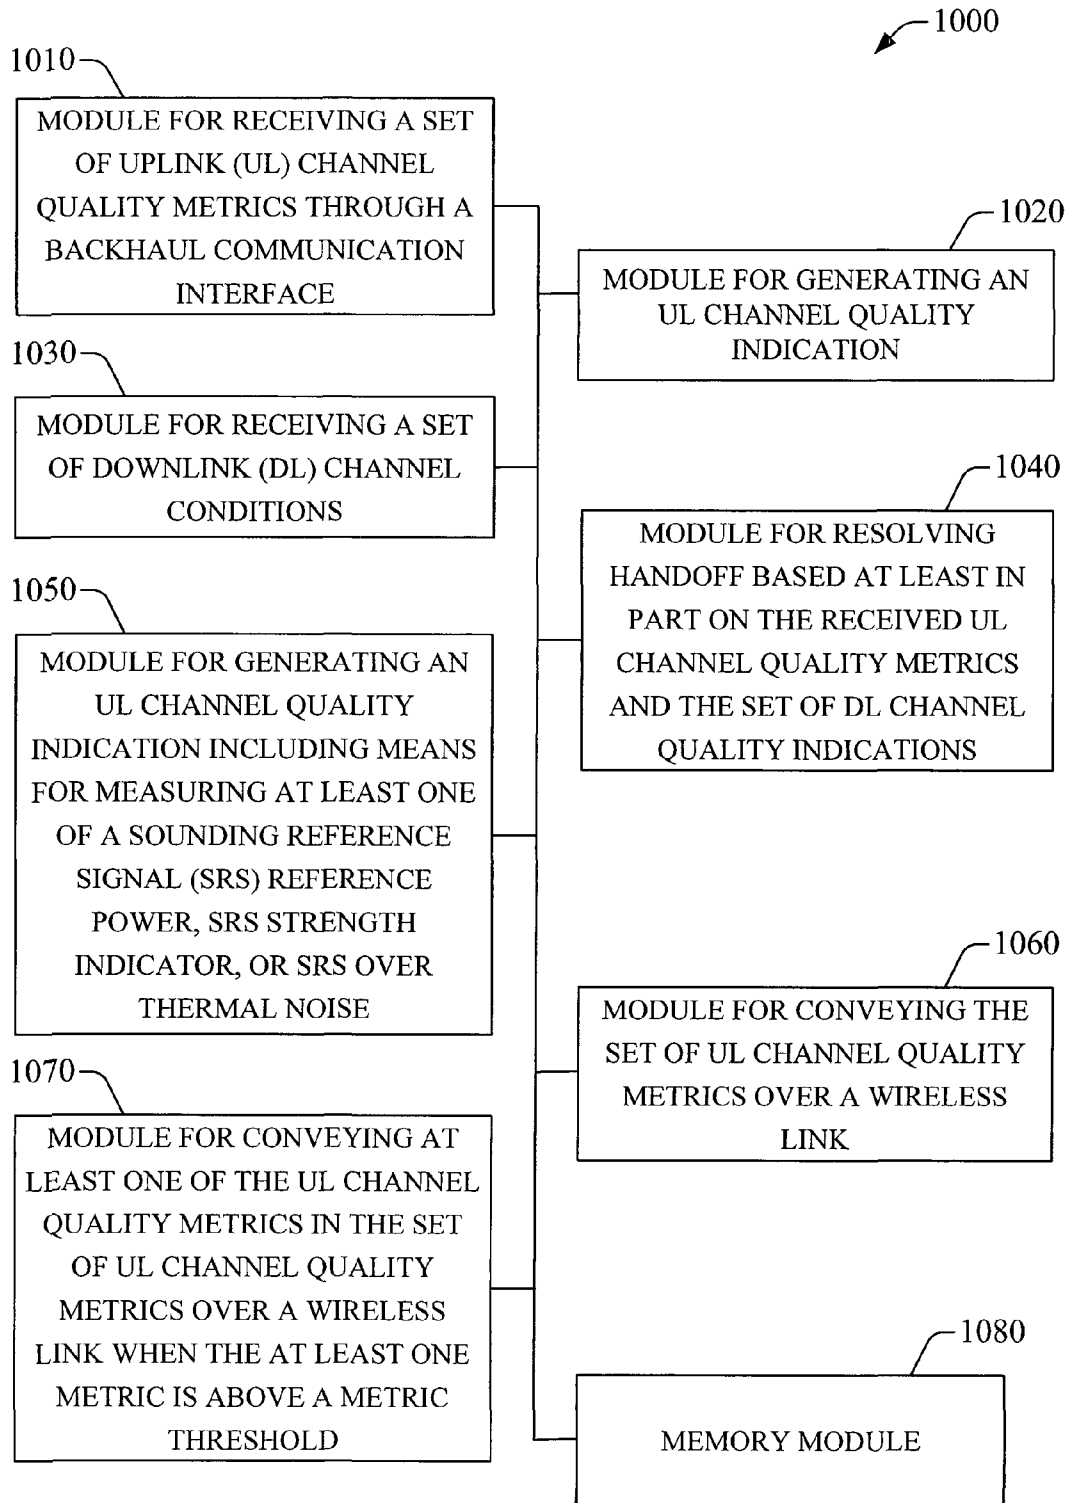 1000
1010
MODULE FOR RECEIVING A SET
OF UPLINK (UL) CHANNEL
QUALITY METRICS THROUGH A
BACKHAUL COMMUNICATION
INTERFACE
1020
MODULE FOR GENERATING AN
UL CHANNEL QUALITY
INDICATION
1030
MODULE FOR RECEIVING A SET
OF DOWNLINK (DL) CHANNEL
CONDITIONS
1040
MODULE FOR RESOLVING
HANDOFF BASED AT LEAST IN
PART ON THE RECEIVED UL
CHANNEL QUALITY METRICS
AND THE SET OF DL CHANNEL
QUALITY INDICATIONS
1050
MODULE FOR GENERATING AN
UL CHANNEL QUALITY
INDICATION INCLUDING MEANS
FOR MEASURING AT LEAST ONE
OF A SOUNDING REFERENCE
SIGNAL (SRS) REFERENCE
POWER, SRS STRENGTH
INDICATOR, OR SRS OVER
THERMAL NOISE
1060
MODULE FOR CONVEYING THE
SET OF UL CHANNEL QUALITY
METRICS OVER A WIRELESS
LINK
1070
MODULE FOR CONVEYING AT
LEAST ONE OF THE UL CHANNEL
QUALITY METRICS IN THE SET
OF UL CHANNEL QUALITY
METRICS OVER A WIRELESS
LINK WHEN THE AT LEAST ONE
METRIC IS ABOVE A METRIC
THRESHOLD
1080
MEMORY MODULE